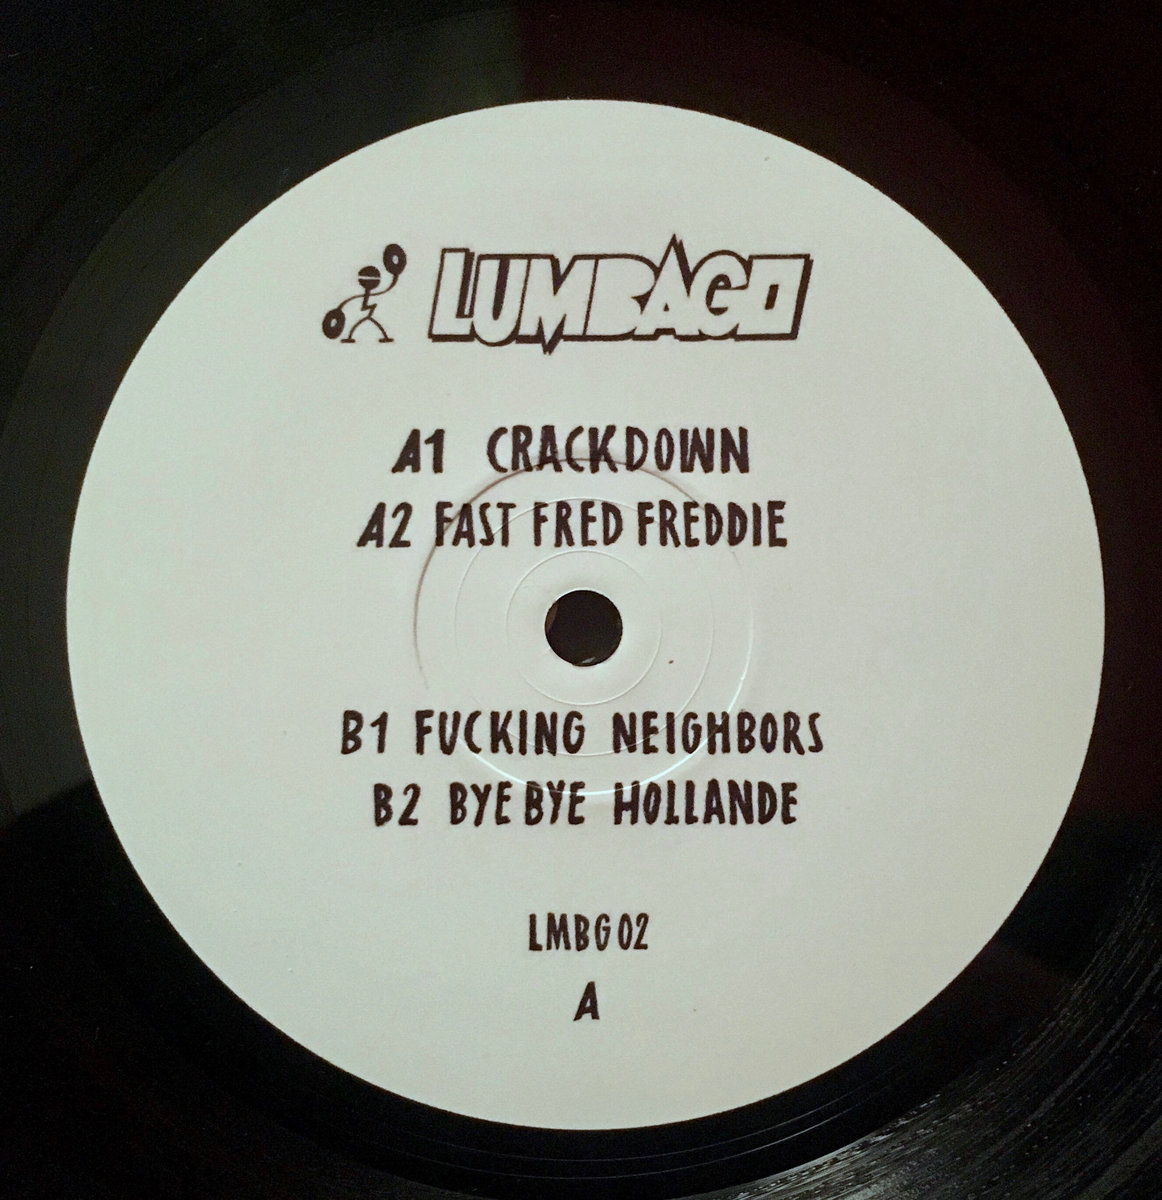 LUMBAGO
A1 CRACKDOWN
A2 FAST FRED FREDDIE
B1 FUCKING NEIGHBORS
B2 BYE BYE HOLLANDE
LMBG02
A